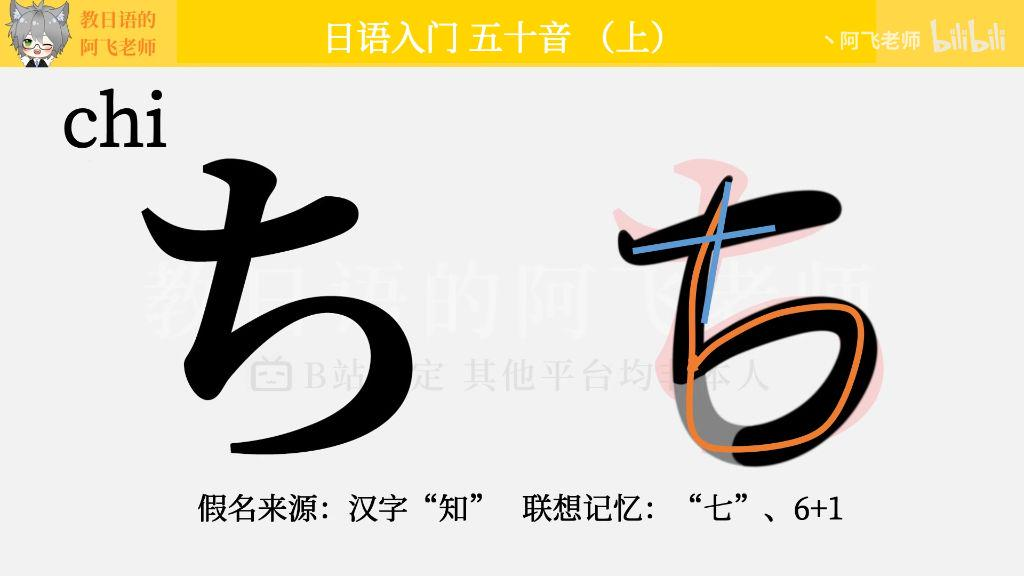 教日语的
阿飞老师
日语入门 五十音 （上）
丶阿飞老师 bilibili
chi
ち
ち
教日语的阿飞老师
B站 定 其他平台均 本人
假名来源：汉字“知” 联想记忆：“七”、6+1